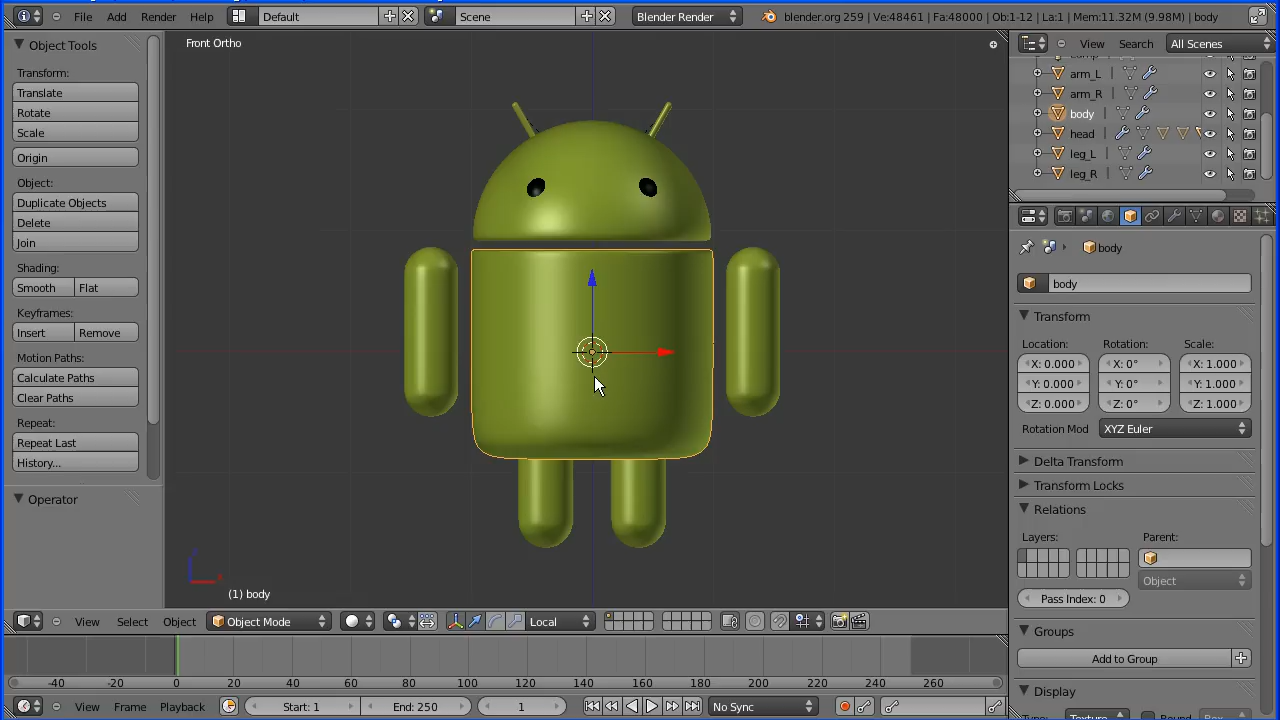 File Add Render Help Default Scene Blender Render blender.org 259 | Ve:48461 | Fa:48000 | Ob:1-12 | La:1 | Mem:11.32M (9.98M) | body
Object Tools
Transform:
Translate
Rotate
Scale
Origin
Object:
Duplicate Objects
Delete
Join
Shading:
Smooth Flat
Keyframes:
Insert Remove
Motion Paths:
Calculate Paths
Clear Paths
Repeat:
Repeat Last
History...
Operator
Front Ortho
(1) body
View Select Object Object Mode Local
-40 -20 0 20 40 60 80 100 120 140 160 180 200 220 240 260
View Frame Playback Start: 1 End: 250 1 No Sync
View Search All Scenes
arm_L
arm_R
body
head
leg_L
leg_R
body
body
Transform
Location: Rotation: Scale:
X: 0.000 X: 0° X: 1.000
Y: 0.000 Y: 0° Y: 1.000
Z: 0.000 Z: 0° Z: 1.000
Rotation Mod XYZ Euler
Delta Transform
Transform Locks
Relations
Layers: Parent:
Object
Pass Index: 0
Groups
Add to Group
Display